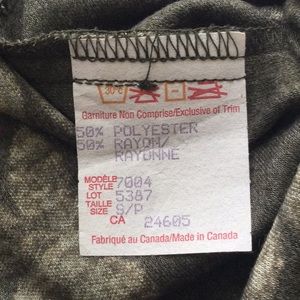 30°C
Garniture Non Comprise/Exclusive of Trim
50% POLYESTER
50% RAYON/
RAYONNE
MODÈLE
STYLE 7004
LOT 5387
TAILLE
SIZE S/P
CA 24605
Fabriqué au Canada/Made in Canada